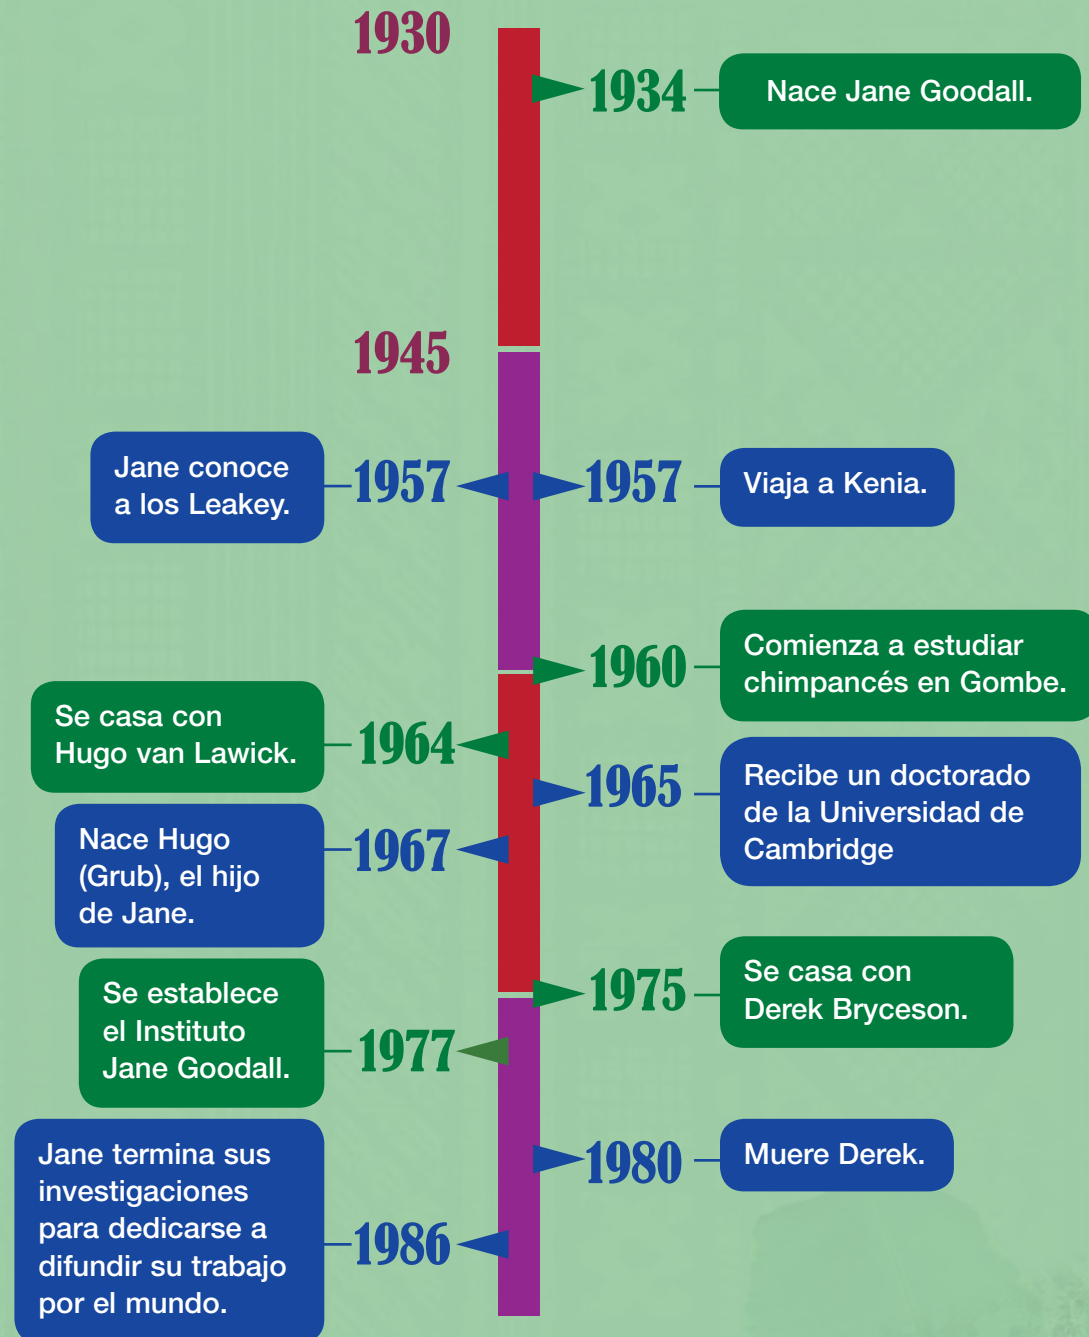 1930
1934
Nace Jane Goodall.
1945
Jane conoce
a los Leakey.
1957
1957
Viaja a Kenia.
1960
Comienza a estudiar
chimpancés en Gombe.
Se casa con
Hugo van Lawick.
1964
1965
Recibe un doctorado
de la Universidad de
Cambridge
Nace Hugo
(Grub), el hijo
de Jane.
1967
1975
Se casa con
Derek Bryceson.
Se establece
el Instituto
Jane Goodall.
1977
1980
Muere Derek.
Jane termina sus
investigaciones
para dedicarse a
difundir su trabajo
por el mundo.
1986